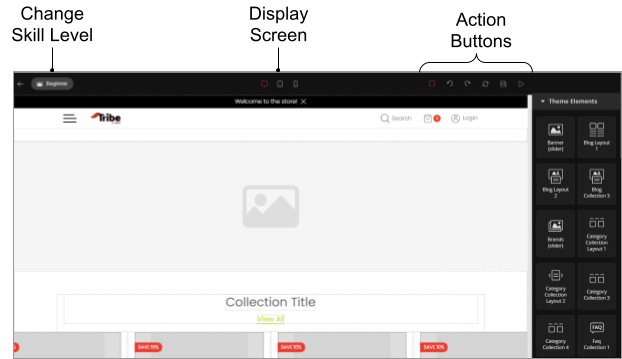 Change
Skill Level
Display
Screen
Action
Buttons
Beginner
Welcome to the store!
Tribe
Search
0
Login
Theme Elements
Banner
(slider)
Blog Layout
1
Blog Layout
2
Blog
Collection 3
Brands
(slider)
Category
Collection
Layout 1
Category
Collection
Layout 2
Category
Collection 3
Category
Collection 4
FAQ
Faq
Collection 1
Collection Title
View All
SAVE 10%
SAVE 10%
SAVE 10%